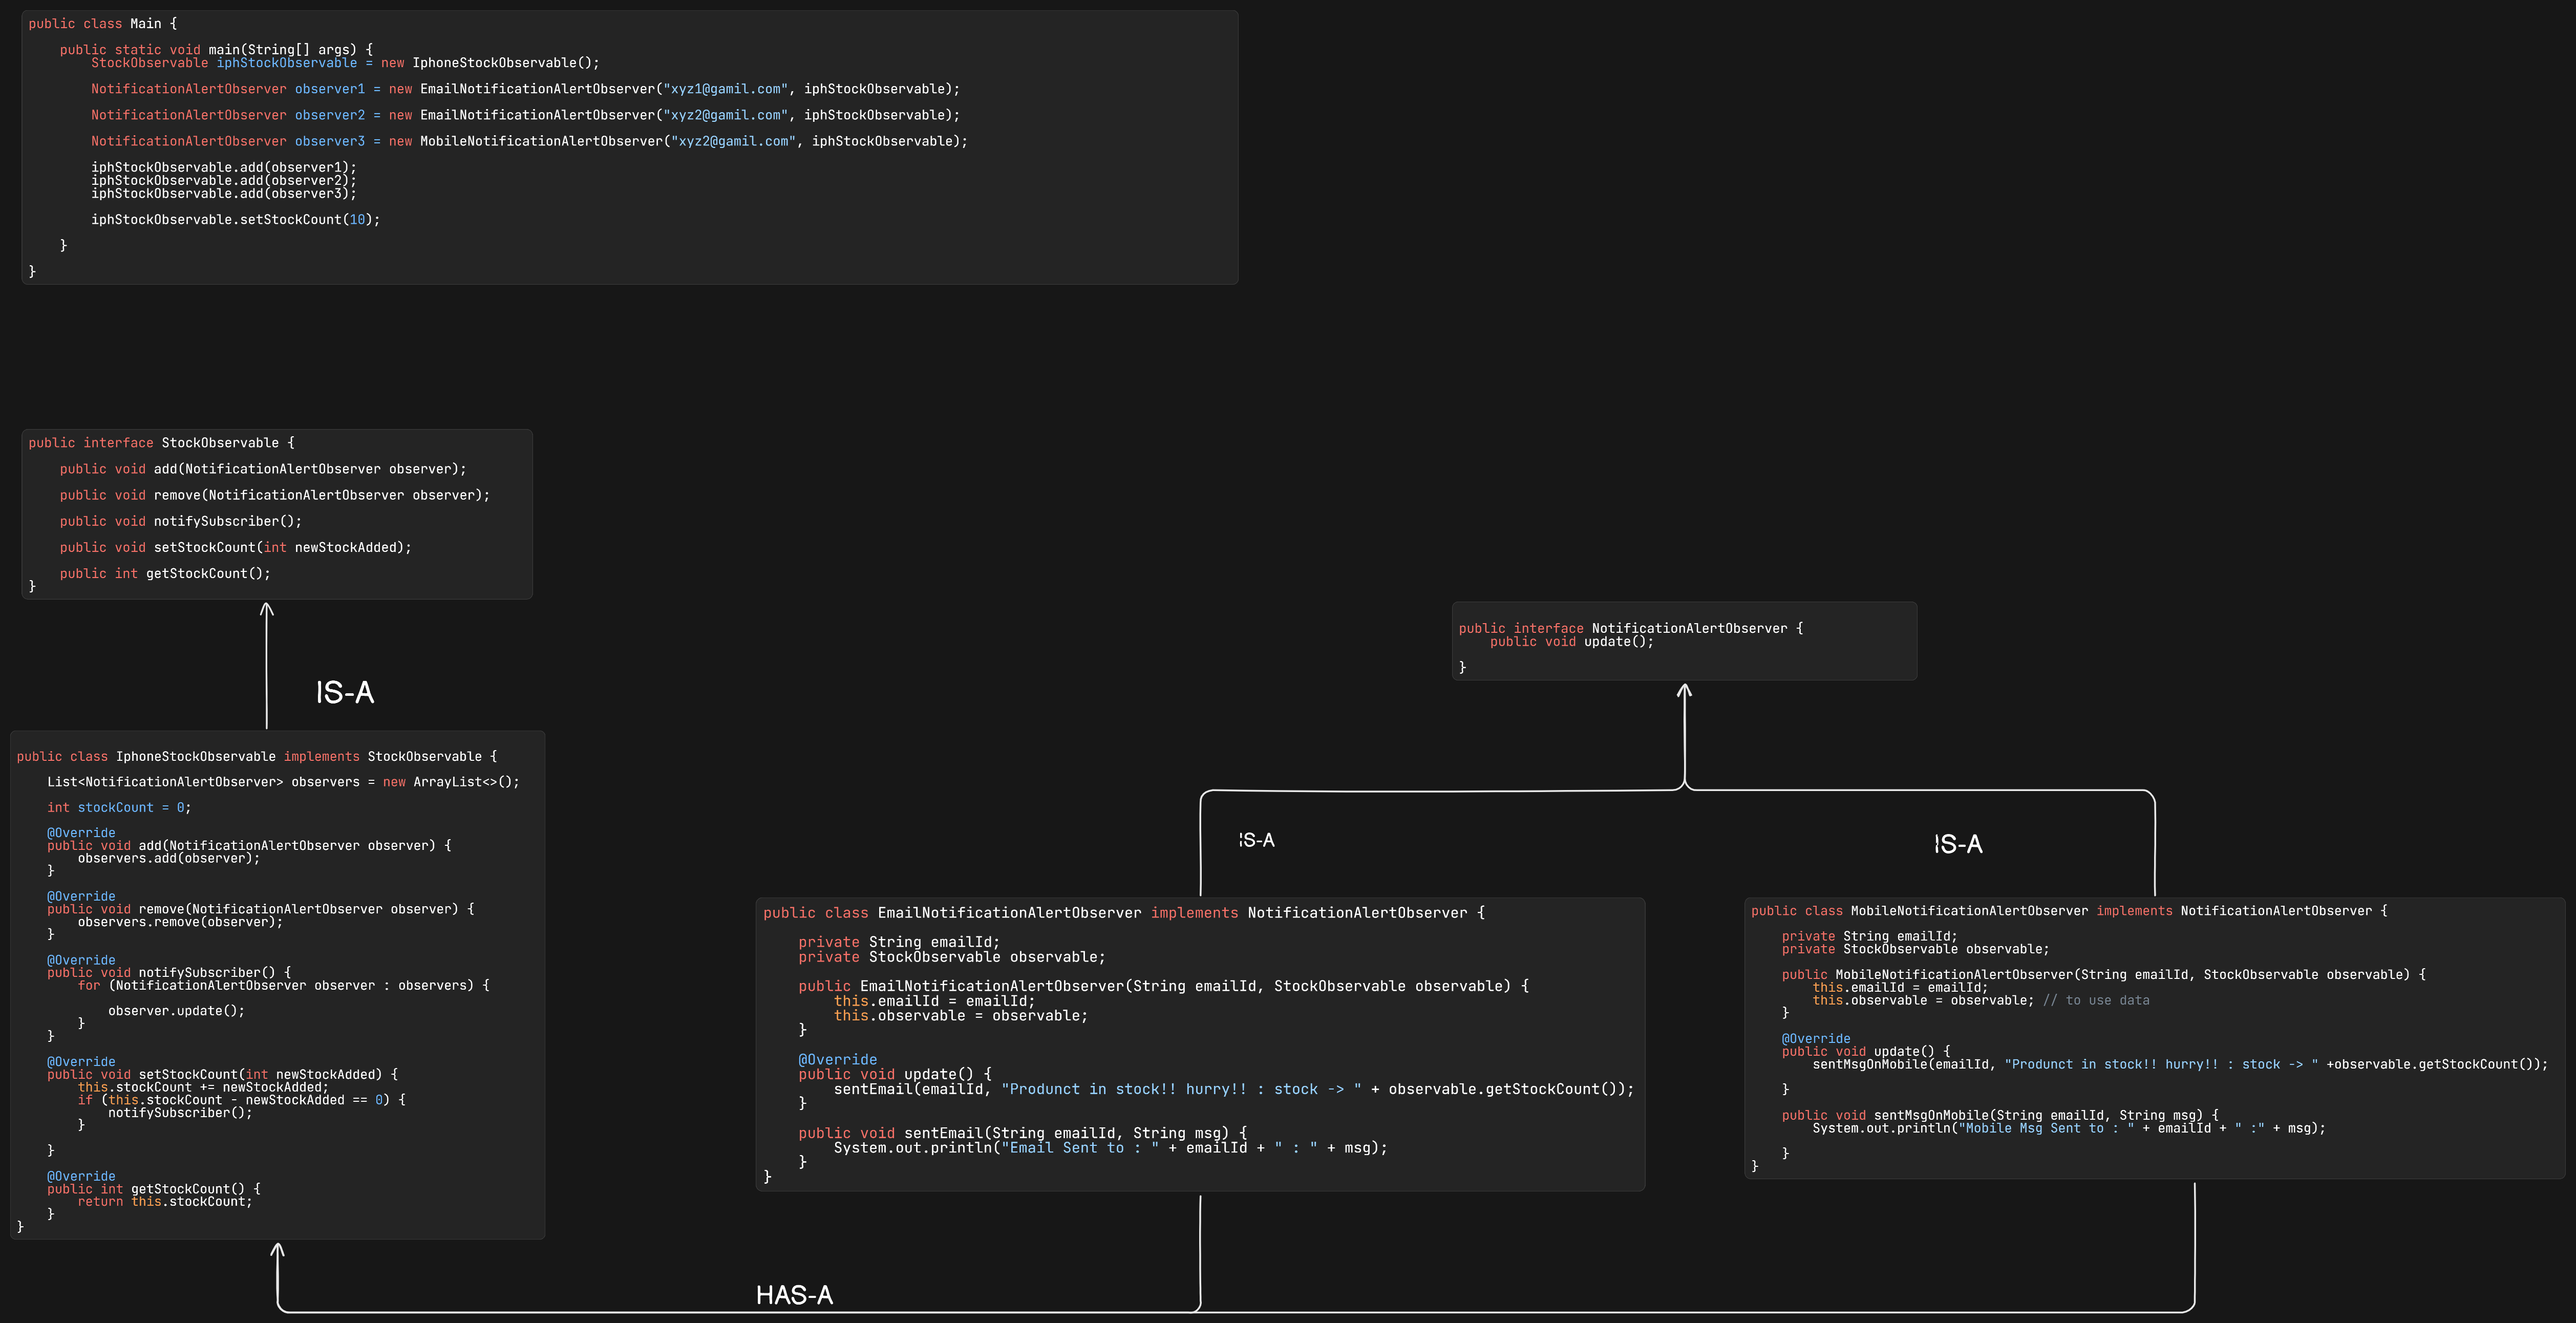 public class Main {
public static void main(String[] args) {
StockObservable iphStockObservable = new IphoneStockObservable();
NotificationAlertObserver observer1 = new EmailNotificationAlertObserver("xyz1@gamil.com", iphStockObservable);
NotificationAlertObserver observer2 = new EmailNotificationAlertObserver("xyz2@gamil.com", iphStockObservable);
NotificationAlertObserver observer3 = new MobileNotificationAlertObserver("xyz2@gamil.com", iphStockObservable);
iphStockObservable.add(observer1);
iphStockObservable.add(observer2);
iphStockObservable.add(observer3);
iphStockObservable.setStockCount(10);
}
}
public interface StockObservable {
public void add(NotificationAlertObserver observer);
public void remove(NotificationAlertObserver observer);
public void notifySubscriber();
public void setStockCount(int newStockAdded);
public int getStockCount();
}
IS-A
public class IphoneStockObservable implements StockObservable {
List<NotificationAlertObserver> observers = new ArrayList<>();
int stockCount = 0;
@Override
public void add(NotificationAlertObserver observer) {
observers.add(observer);
}
@Override
public void remove(NotificationAlertObserver observer) {
observers.remove(observer);
}
@Override
public void notifySubscriber() {
for (NotificationAlertObserver observer : observers) {
observer.update();
}
}
@Override
public void setStockCount(int newStockAdded) {
this.stockCount += newStockAdded;
if (this.stockCount - newStockAdded == 0) {
notifySubscriber();
}
}
@Override
public int getStockCount() {
return this.stockCount;
}
}
public interface NotificationAlertObserver {
public void update();
}
IS-A
IS-A
public class EmailNotificationAlertObserver implements NotificationAlertObserver {
private String emailId;
private StockObservable observable;
public EmailNotificationAlertObserver(String emailId, StockObservable observable) {
this.emailId = emailId;
this.observable = observable;
}
@Override
public void update() {
sentEmail(emailId, "Produnct in stock!! hurry!! : stock -> " + observable.getStockCount());
}
public void sentEmail(String emailId, String msg) {
System.out.println("Email Sent to : " + emailId + " : " + msg);
}
}
public class MobileNotificationAlertObserver implements NotificationAlertObserver {
private String emailId;
private StockObservable observable;
public MobileNotificationAlertObserver(String emailId, StockObservable observable) {
this.emailId = emailId;
this.observable = observable; // to use data
}
@Override
public void update() {
sentMsgOnMobile(emailId, "Produnct in stock!! hurry!! : stock -> " +observable.getStockCount());
}
public void sentMsgOnMobile(String emailId, String msg) {
System.out.println("Mobile Msg Sent to : " + emailId + " :" + msg);
}
}
HAS-A